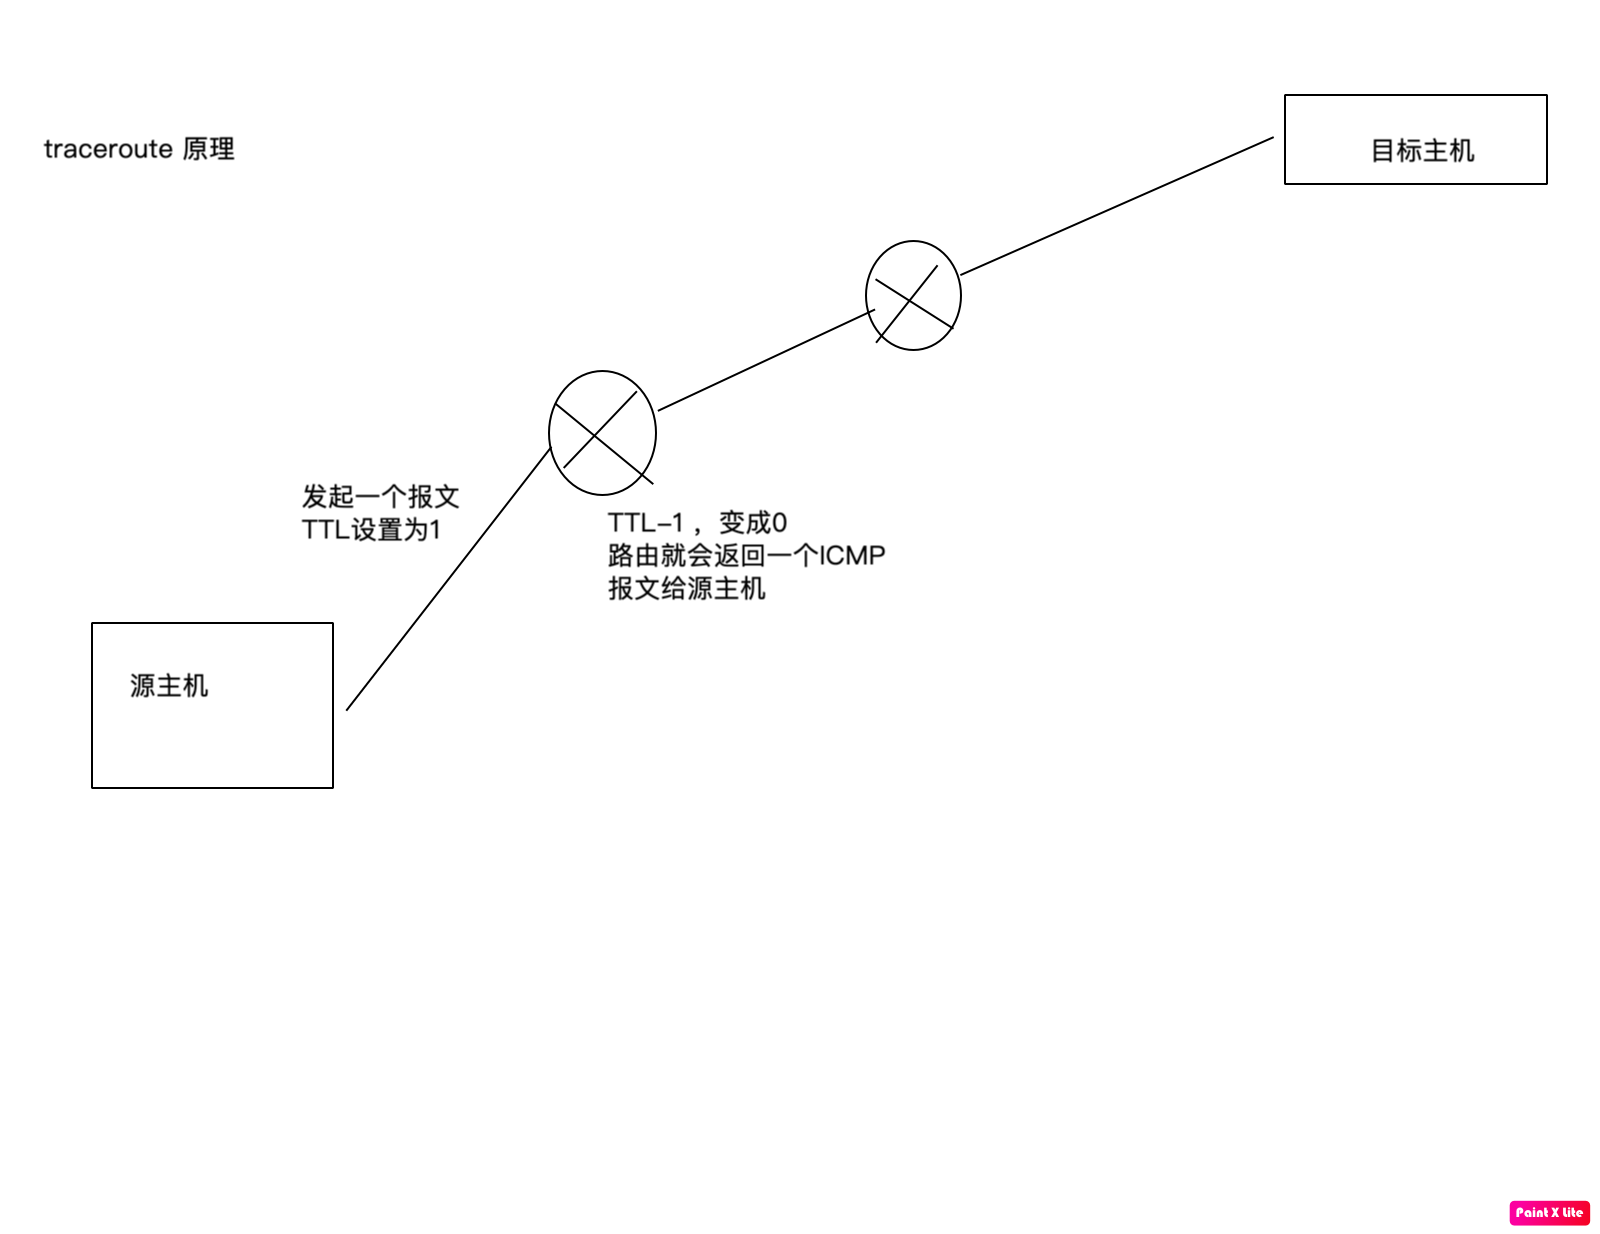 traceroute 原理
目标主机
发起一个报文
TTL设置为1
TTL-1 ，变成0
路由就会返回一个ICMP
报文给源主机
源主机
Paint X Lite